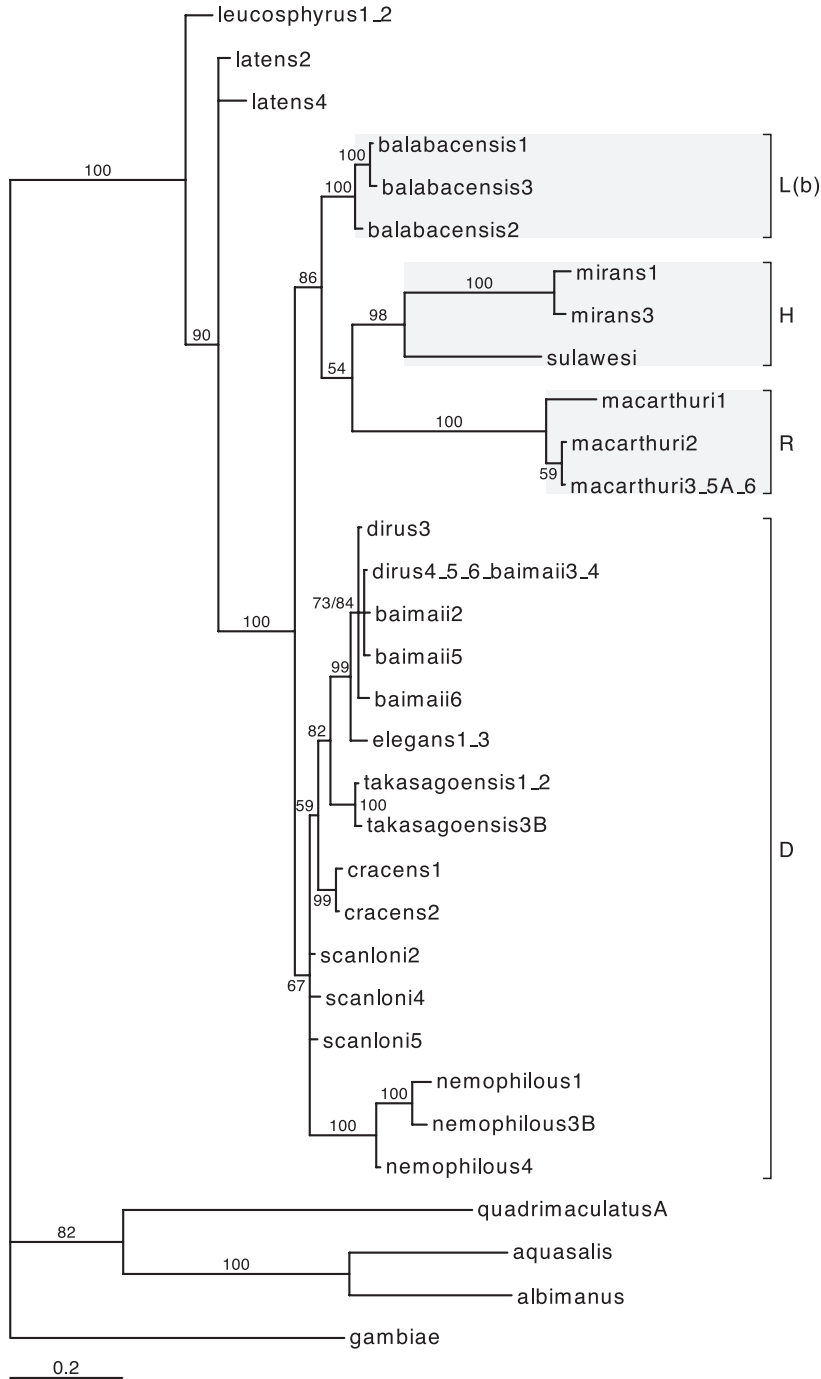 leucosphyrus1_2
latens2
latens4
100
balabacensis1
100
balabacensis3
L(b)
100
balabacensis2
86
mirans1
100
mirans3
H
98
sulawesi
54
90
macarthuri1
100
macarthuri2
R
59
macarthuri3_5A_6
dirus3
dirus4_5_6_baimaii3_4
73/84
baimaii2
100
baimaii5
99
baimaii6
82
elegans1_3
takasagoensis1_2
59
100
takasagoensis3B
D
cracens1
99
cracens2
scanloni2
67
scanloni4
scanloni5
nemophilous1
100
nemophilous3B
100
nemophilous4
quadrimaculatusA
82
aquasalis
100
albimanus
gambiae
0.2